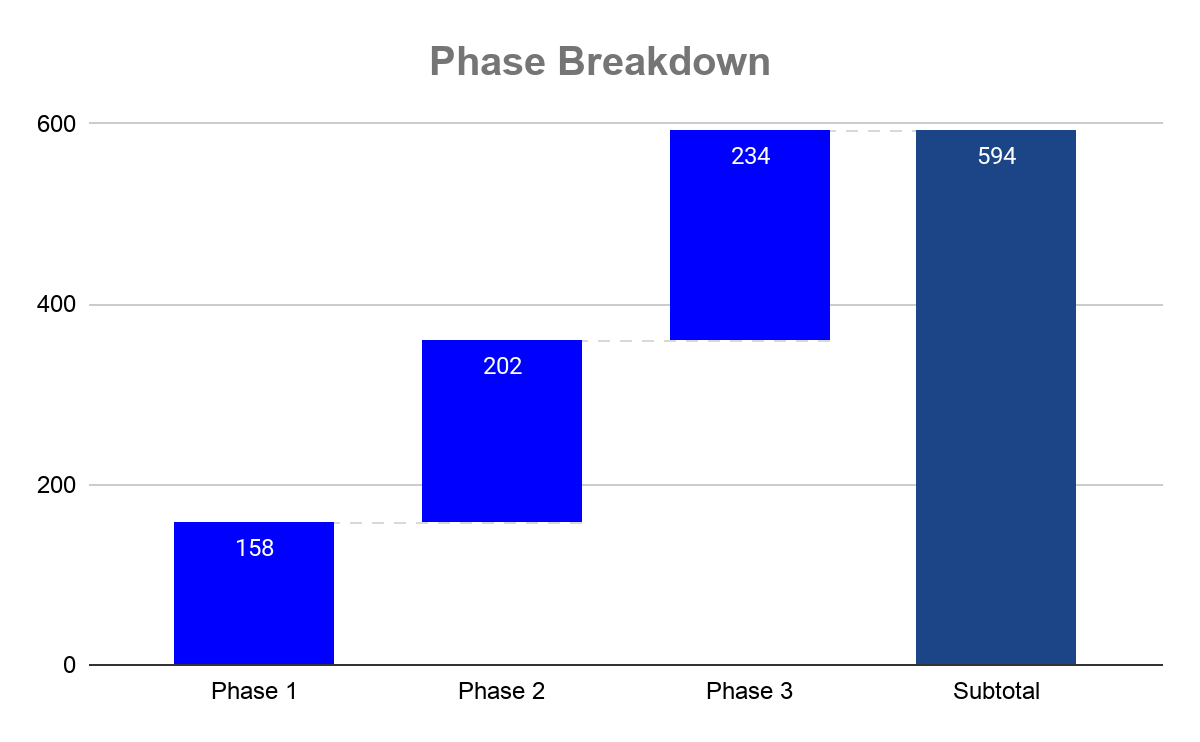 Phase Breakdown
600
234
594
400
202
200
158
0
Phase 1
Phase 2
Phase 3
Subtotal